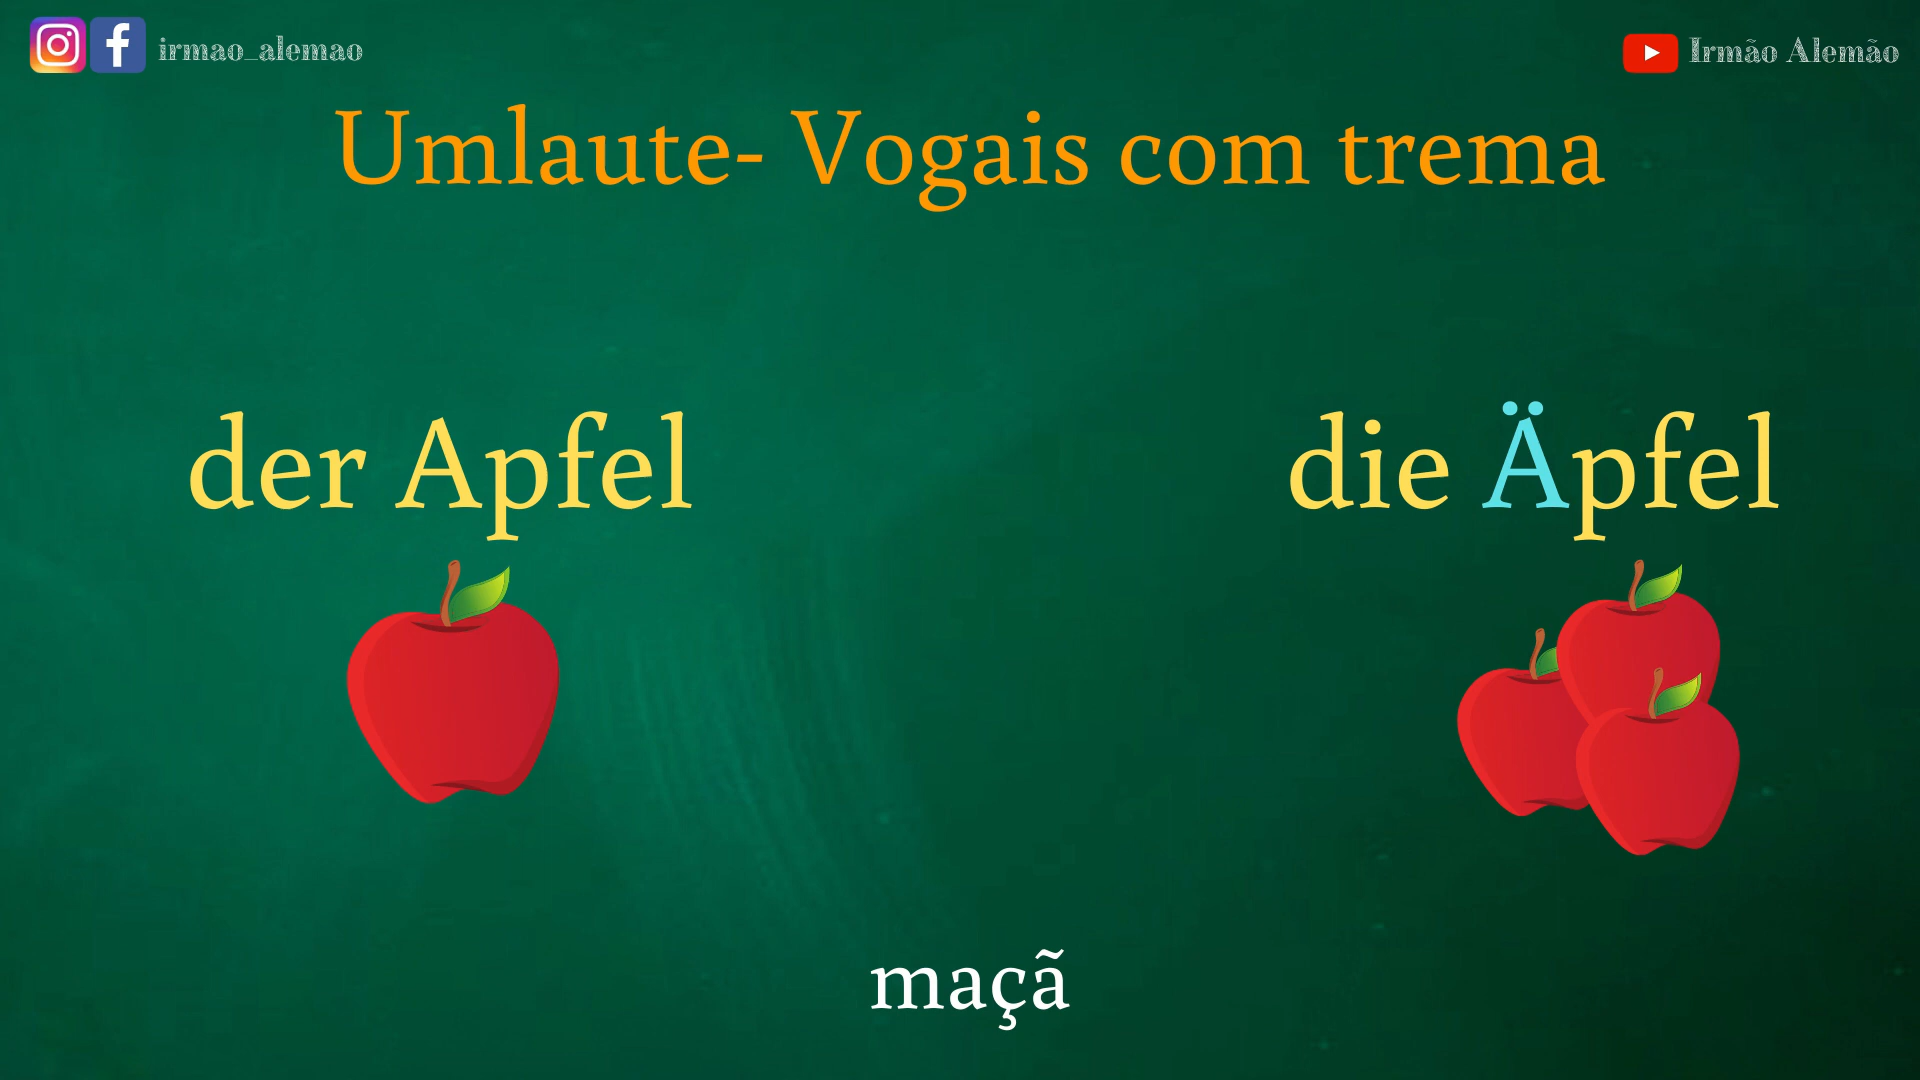 irmao_alemao
Irmão Alemão
Umlaute- Vogais com trema
der Apfel
die Äpfel
maçã